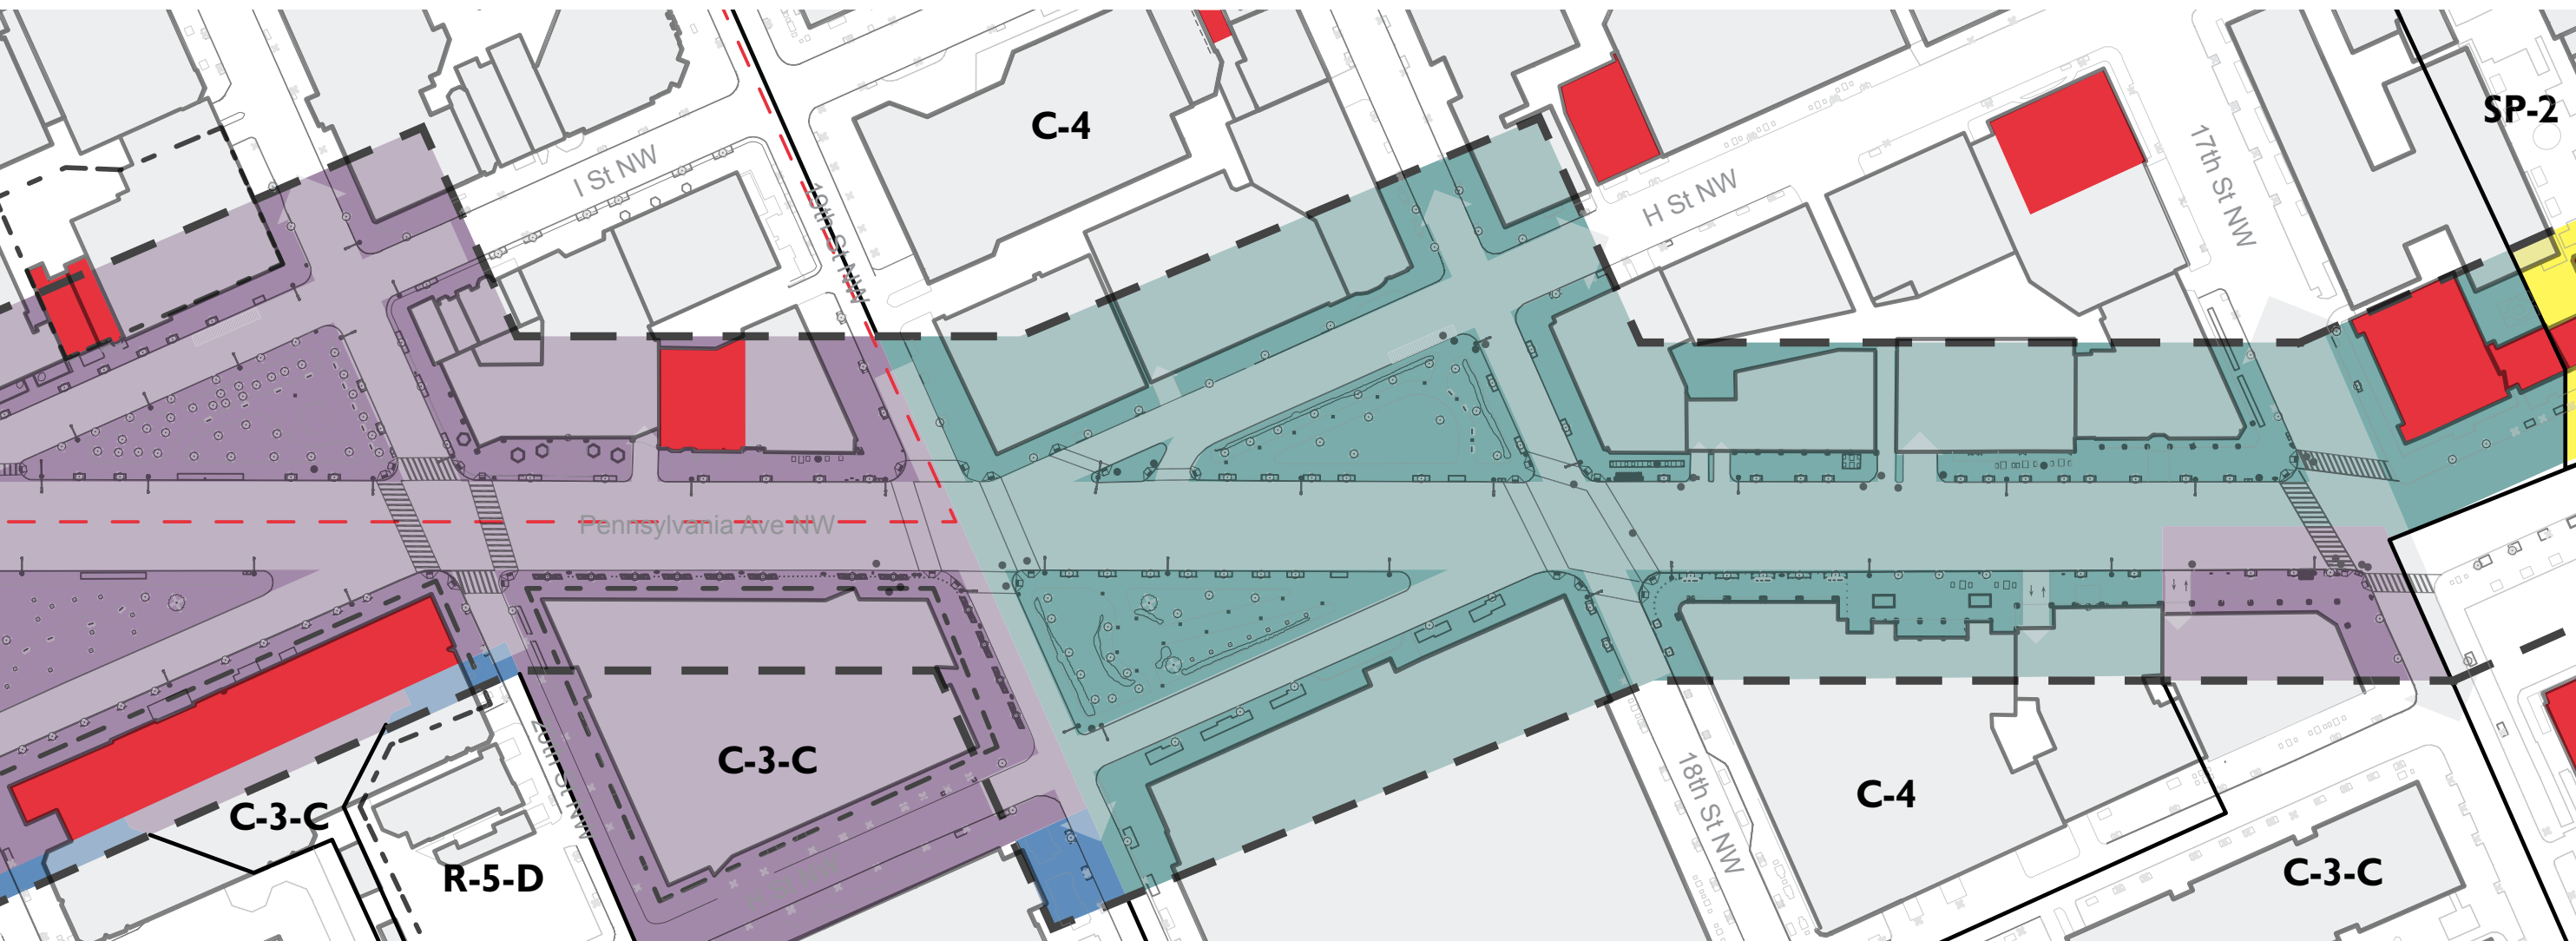 SP-2
C-4
I St NW
17th St NW
H St NW
19th St NW
Pennsylvania Ave NW
C-3-C
20th St NW
18th St NW
C-4
C-3-C
R-5-D
C-3-C